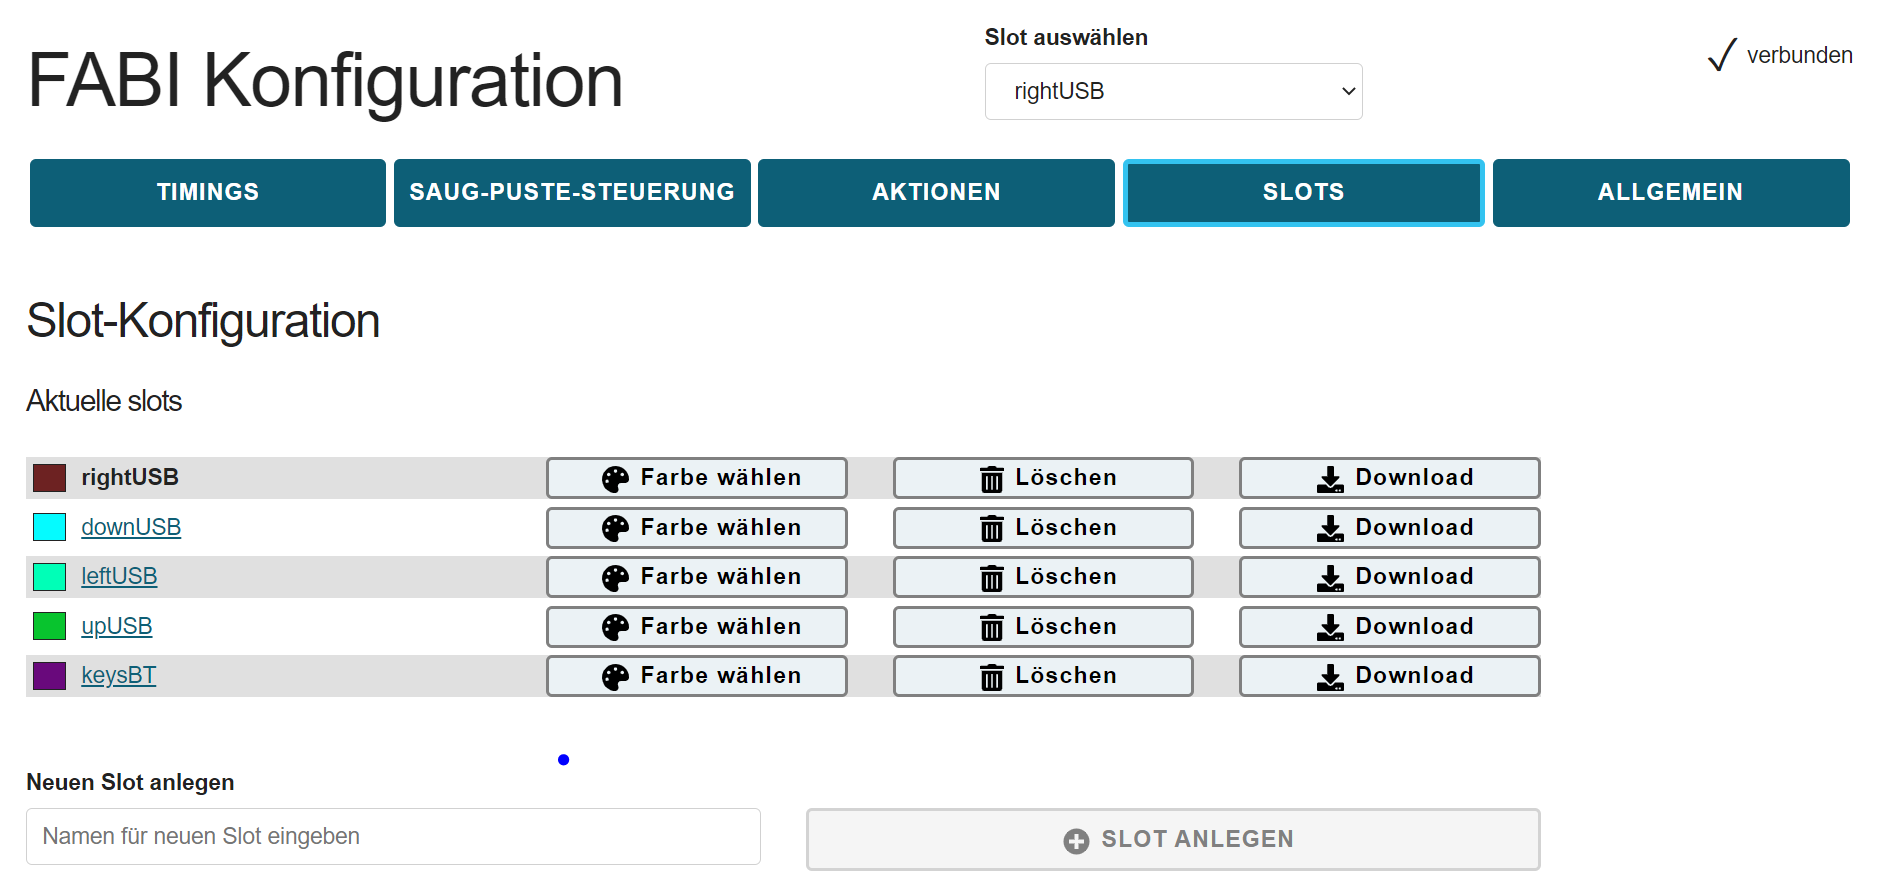 FABI Konfiguration
Slot auswählen
rightUSB
verbunden
TIMINGS
SAUG-PUSTE-STEUERUNG
AKTIONEN
SLOTS
ALLGEMEIN
Slot-Konfiguration
Aktuelle slots
rightUSB Farbe wählen Löschen Download
downUSB Farbe wählen Löschen Download
leftUSB Farbe wählen Löschen Download
upUSB Farbe wählen Löschen Download
keysBT Farbe wählen Löschen Download
Neuen Slot anlegen
Namen für neuen Slot eingeben
SLOT ANLEGEN